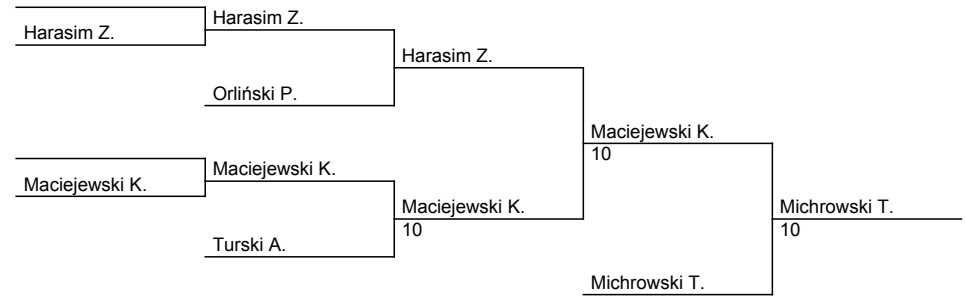 Harasim Z.
Harasim Z.
Harasim Z.
Orliński P.
Maciejewski K.
10
Maciejewski K.
Maciejewski K.
Maciejewski K.
10
Michrowski T.
10
Turski A.
Michrowski T.